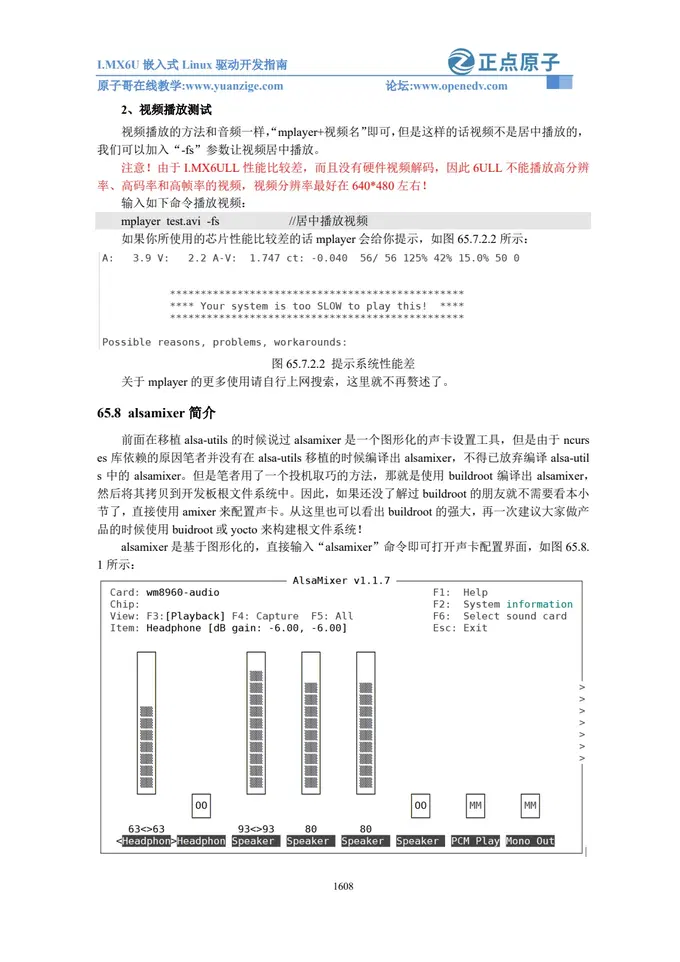 I.MX6U 嵌入式 Linux 驱动开发指南
正点原子
原子哥在线教学:www.yuanzige.com 论坛:www.openedv.com
2、视频播放测试
视频播放的方法和音频一样，“mplayer+视频名”即可，但是这样的话视频不是居中播放的，
我们可以加入“-fs”参数让视频居中播放。
注意！由于 I.MX6ULL 性能比较差，而且没有硬件视频解码，因此 6ULL 不能播放高分辨
率、高码率和高帧率的视频，视频分辨率最好在 640*480 左右！
输入如下命令播放视频：
mplayer test.avi -fs //居中播放视频
如果你所使用的芯片性能比较差的话 mplayer 会给你提示，如图 65.7.2.2 所示：
A: 3.9 V: 2.2 A-V: 1.747 ct: -0.040 56/ 56 125% 42% 15.0% 50 0
************************************************
**** Your system is too SLOW to play this! ****
************************************************
Possible reasons, problems, workarounds:
图 65.7.2.2 提示系统性能差
关于 mplayer 的更多使用请自行上网搜索，这里就不再赘述了。
65.8 alsamixer 简介
前面在移植 alsa-utils 的时候说过 alsamixer 是一个图形化的声卡设置工具，但是由于 ncurs
es 库依赖的原因笔者并没有在 alsa-utils 移植的时候编译出 alsamixer，不得已放弃编译 alsa-util
s 中的 alsamixer。但是笔者用了一个投机取巧的方法，那就是使用 buildroot 编译出 alsamixer，
然后将其拷贝到开发板根文件系统中。因此，如果还没了解过 buildroot 的朋友就不需要看本小
节了，直接使用 amixer 来配置声卡。从这里也可以看出 buildroot 的强大，再一次建议大家做产
品的时候使用 buidroot 或 yocto 来构建根文件系统！
alsamixer 是基于图形化的，直接输入“alsamixer”命令即可打开声卡配置界面，如图 65.8.
1 所示：
AlsaMixer v1.1.7
Card: wm8960-audio F1: Help
Chip: F2: System information
View: F3:[Playback] F4: Capture F5: All F6: Select sound card
Item: Headphone [dB gain: -6.00, -6.00] Esc: Exit
>
>
>
>
>
>
>
OO OO MM MM
63<>63 93<>93 80 80
<Headphon>Headphon Speaker Speaker Speaker Speaker PCM Play Mono Out
1608